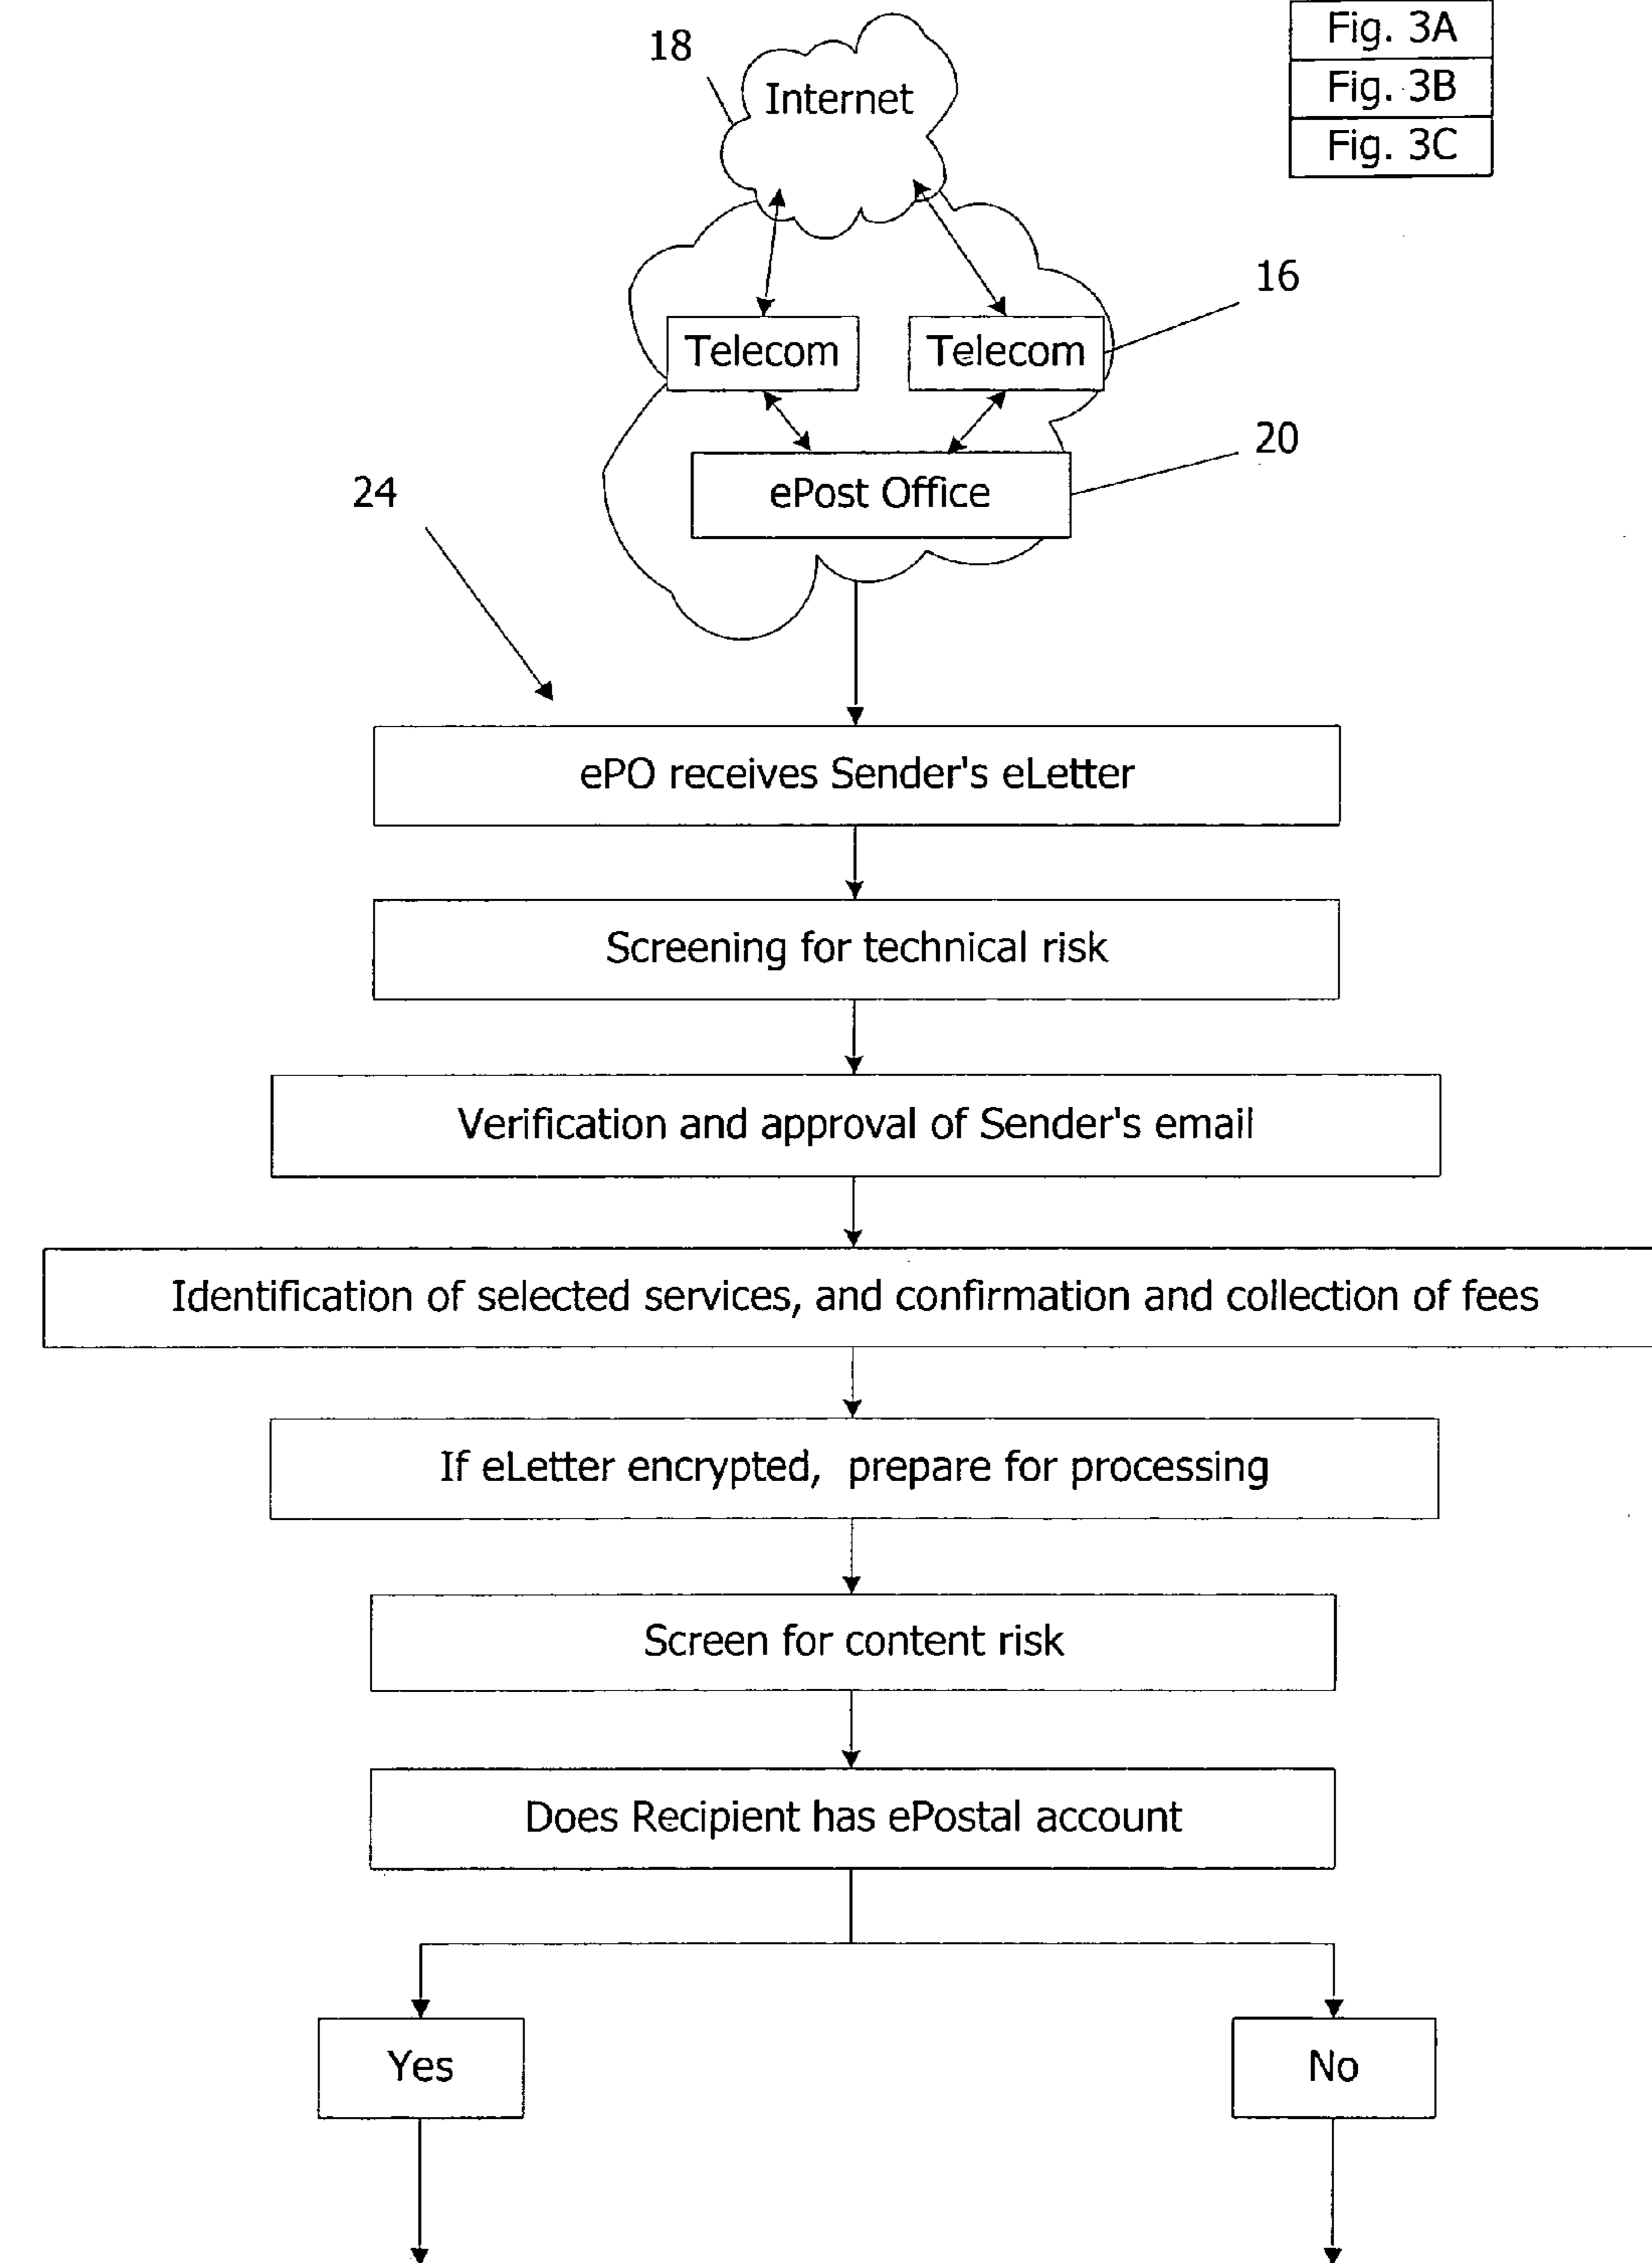 Fig. 3A
Fig. 3B
Fig. 3C
18
Internet
16
Telecom
Telecom
20
ePost Office
24
ePO receives Sender's eLetter
Screening for technical risk
Verification and approval of Sender's email
Identification of selected services, and confirmation and collection of fees
If eLetter encrypted, prepare for processing
Screen for content risk
Does Recipient has ePostal account
Yes
No